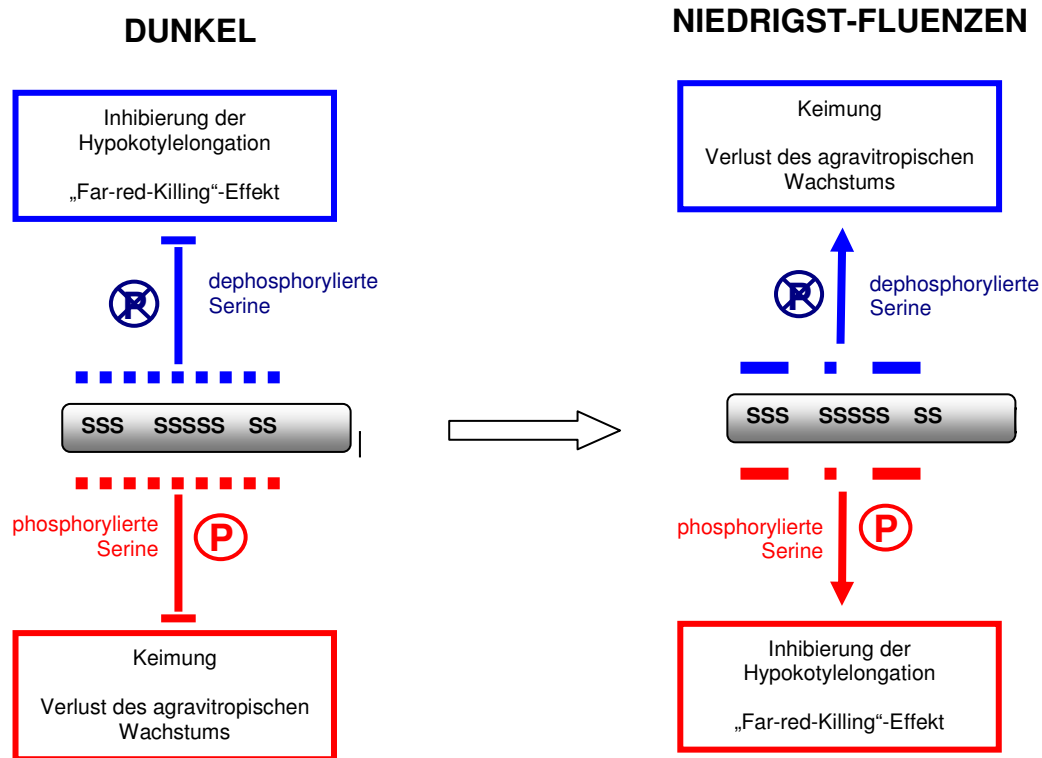 DUNKEL
Inhibierung der
Hypokotylelongation
„Far-red-Killing“-Effekt
P
dephosphorylierte
Serine
SSS SSSSS SS
phosphorylierte
Serine
P
Keimung
Verlust des agravitropischen
Wachstums
NIEDRIGST-FLUENZEN
Keimung
Verlust des agravitropischen
Wachstums
P
dephosphorylierte
Serine
SSS SSSSS SS
phosphorylierte
Serine
P
Inhibierung der
Hypokotylelongation
„Far-red-Killing“-Effekt